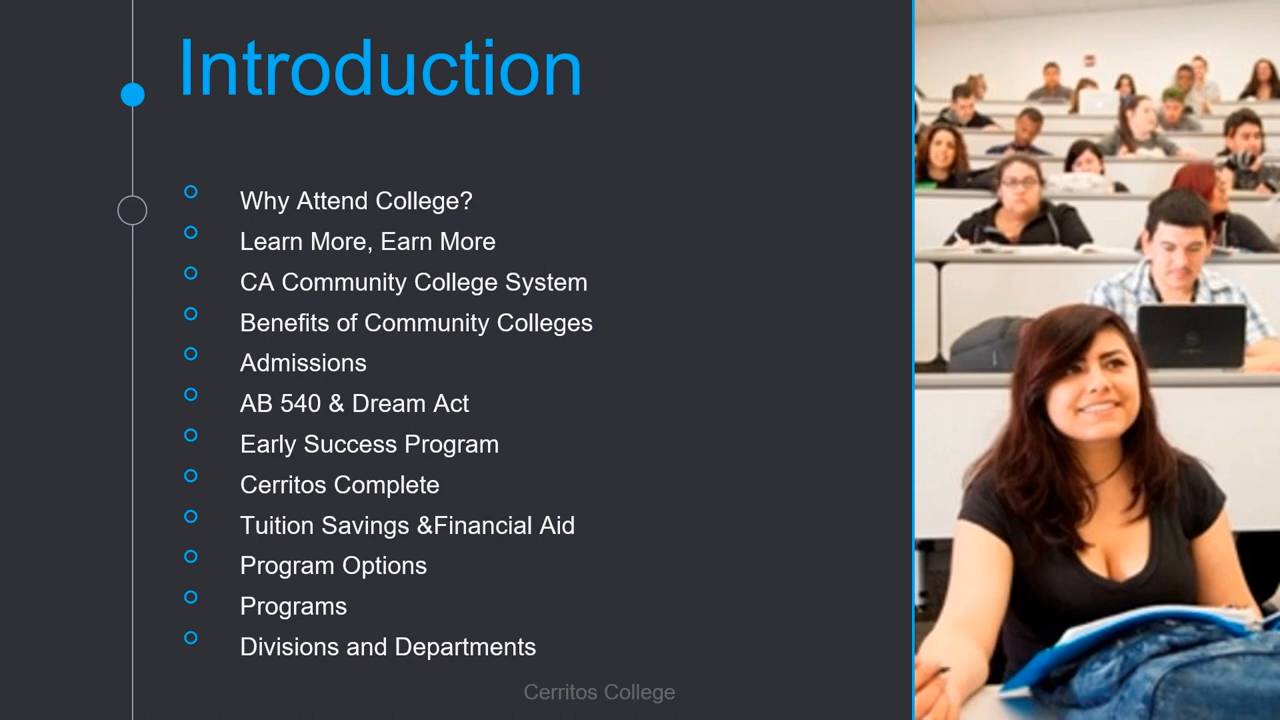 Introduction
Why Attend College?
Learn More, Earn More
CA Community College System
Benefits of Community Colleges
Admissions
AB 540 & Dream Act
Early Success Program
Cerritos Complete
Tuition Savings &Financial Aid
Program Options
Programs
Divisions and Departments
Cerritos College